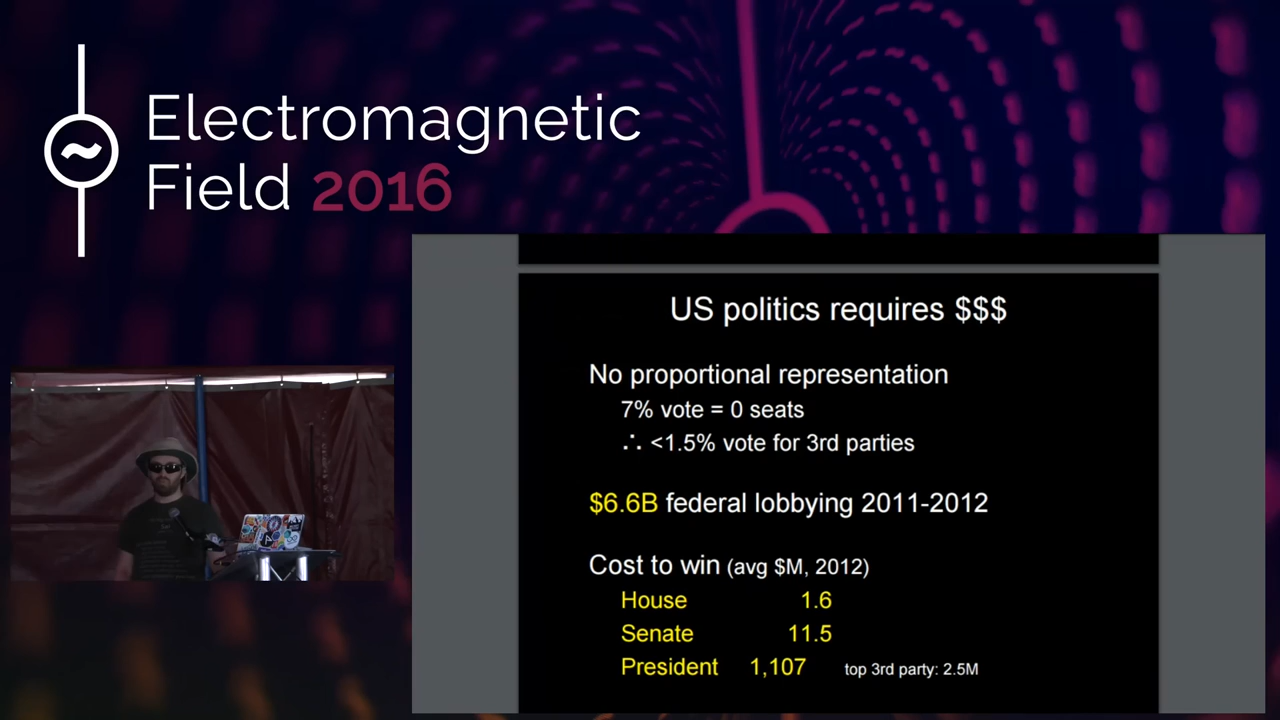 Electromagnetic
Field 2016
US politics requires $$$
No proportional representation
7% vote = 0 seats
∴ <1.5% vote for 3rd parties
$6.6B federal lobbying 2011-2012
Cost to win (avg $M, 2012)
House 1.6
Senate 11.5
President 1,107 top 3rd party: 2.5M